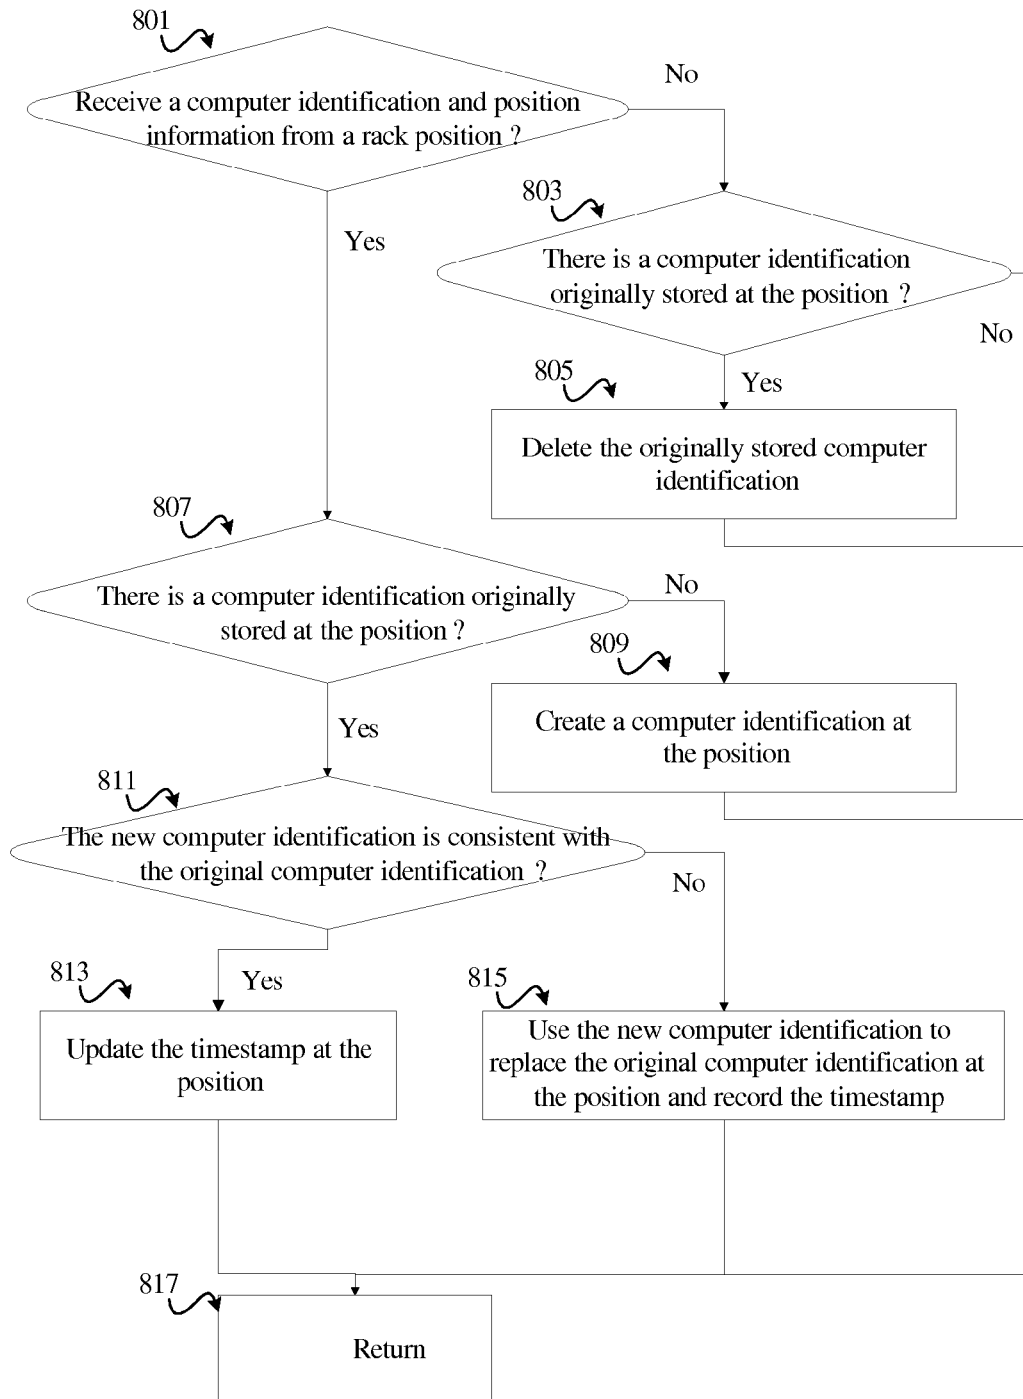 801
Receive a computer identification and position
information from a rack position ?
No
Yes
803
There is a computer identification
originally stored at the position ?
No
Yes
805
Delete the originally stored computer
identification
807
There is a computer identification originally
stored at the position ?
No
Yes
809
Create a computer identification at
the position
811
The new computer identification is consistent with
the original computer identification ?
No
Yes
813
Update the timestamp at the
position
815
Use the new computer identification to
replace the original computer identification at
the position and record the timestamp
817
Return